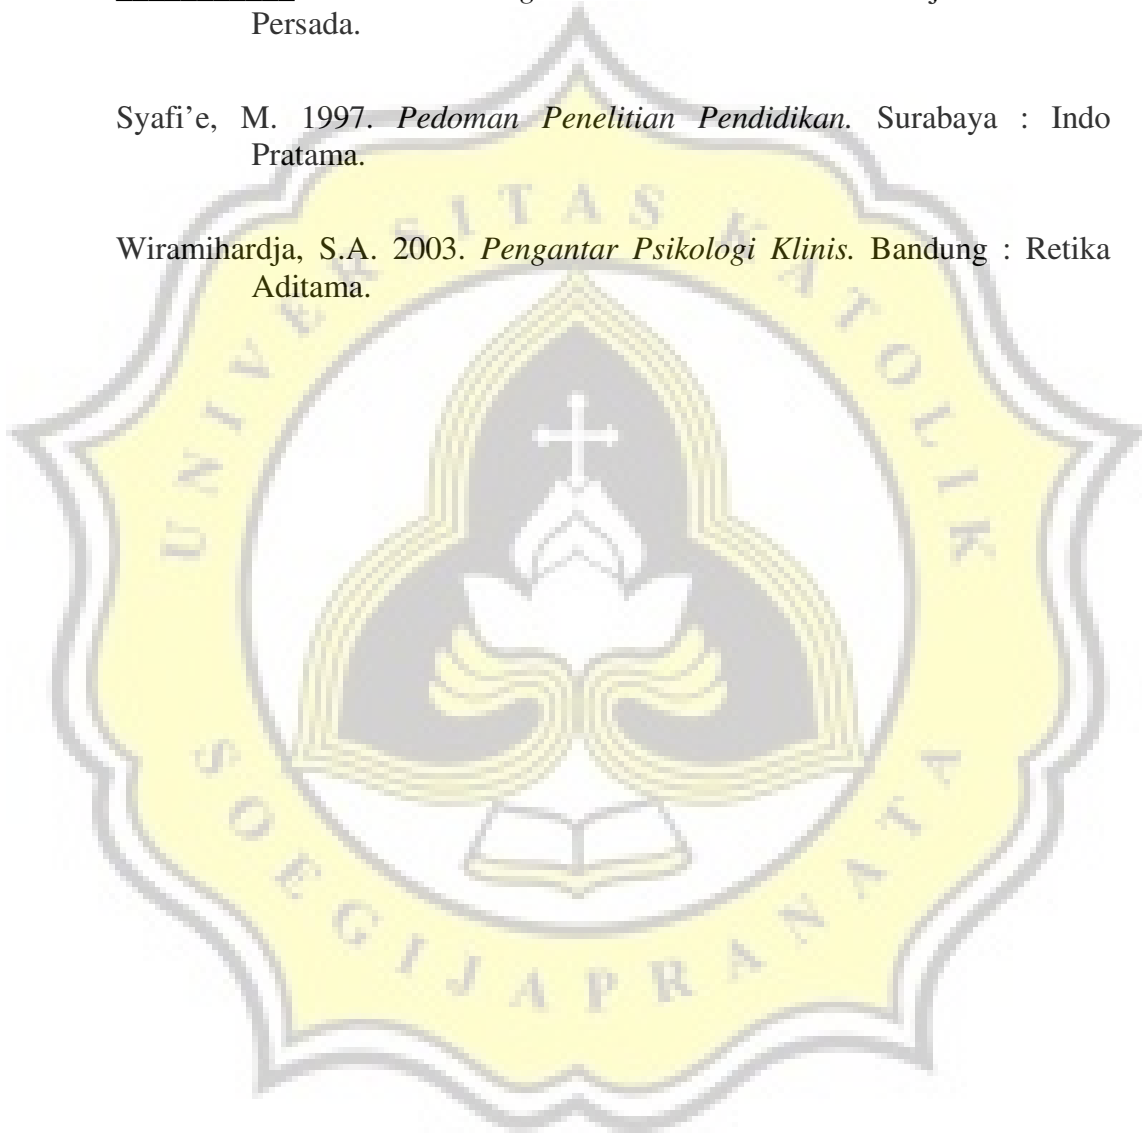 Persada.
Syafi’e, M. 1997. Pedoman Penelitian Pendidikan. Surabaya : Indo
Pratama.
Wiramihardja, S.A. 2003. Pengantar Psikologi Klinis. Bandung : Retika
Aditama.
UNIVERSITAS KATOLIK
SOEGIJAPRANATA